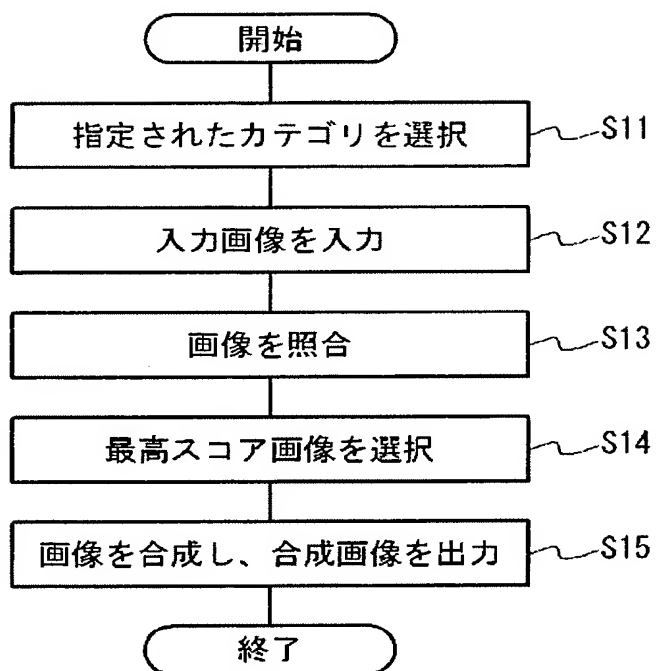 開始
指定されたカテゴリを選択 S11
入力画像を入力 S12
画像を照合 S13
最高スコア画像を選択 S14
画像を合成し、合成画像を出力 S15
終了